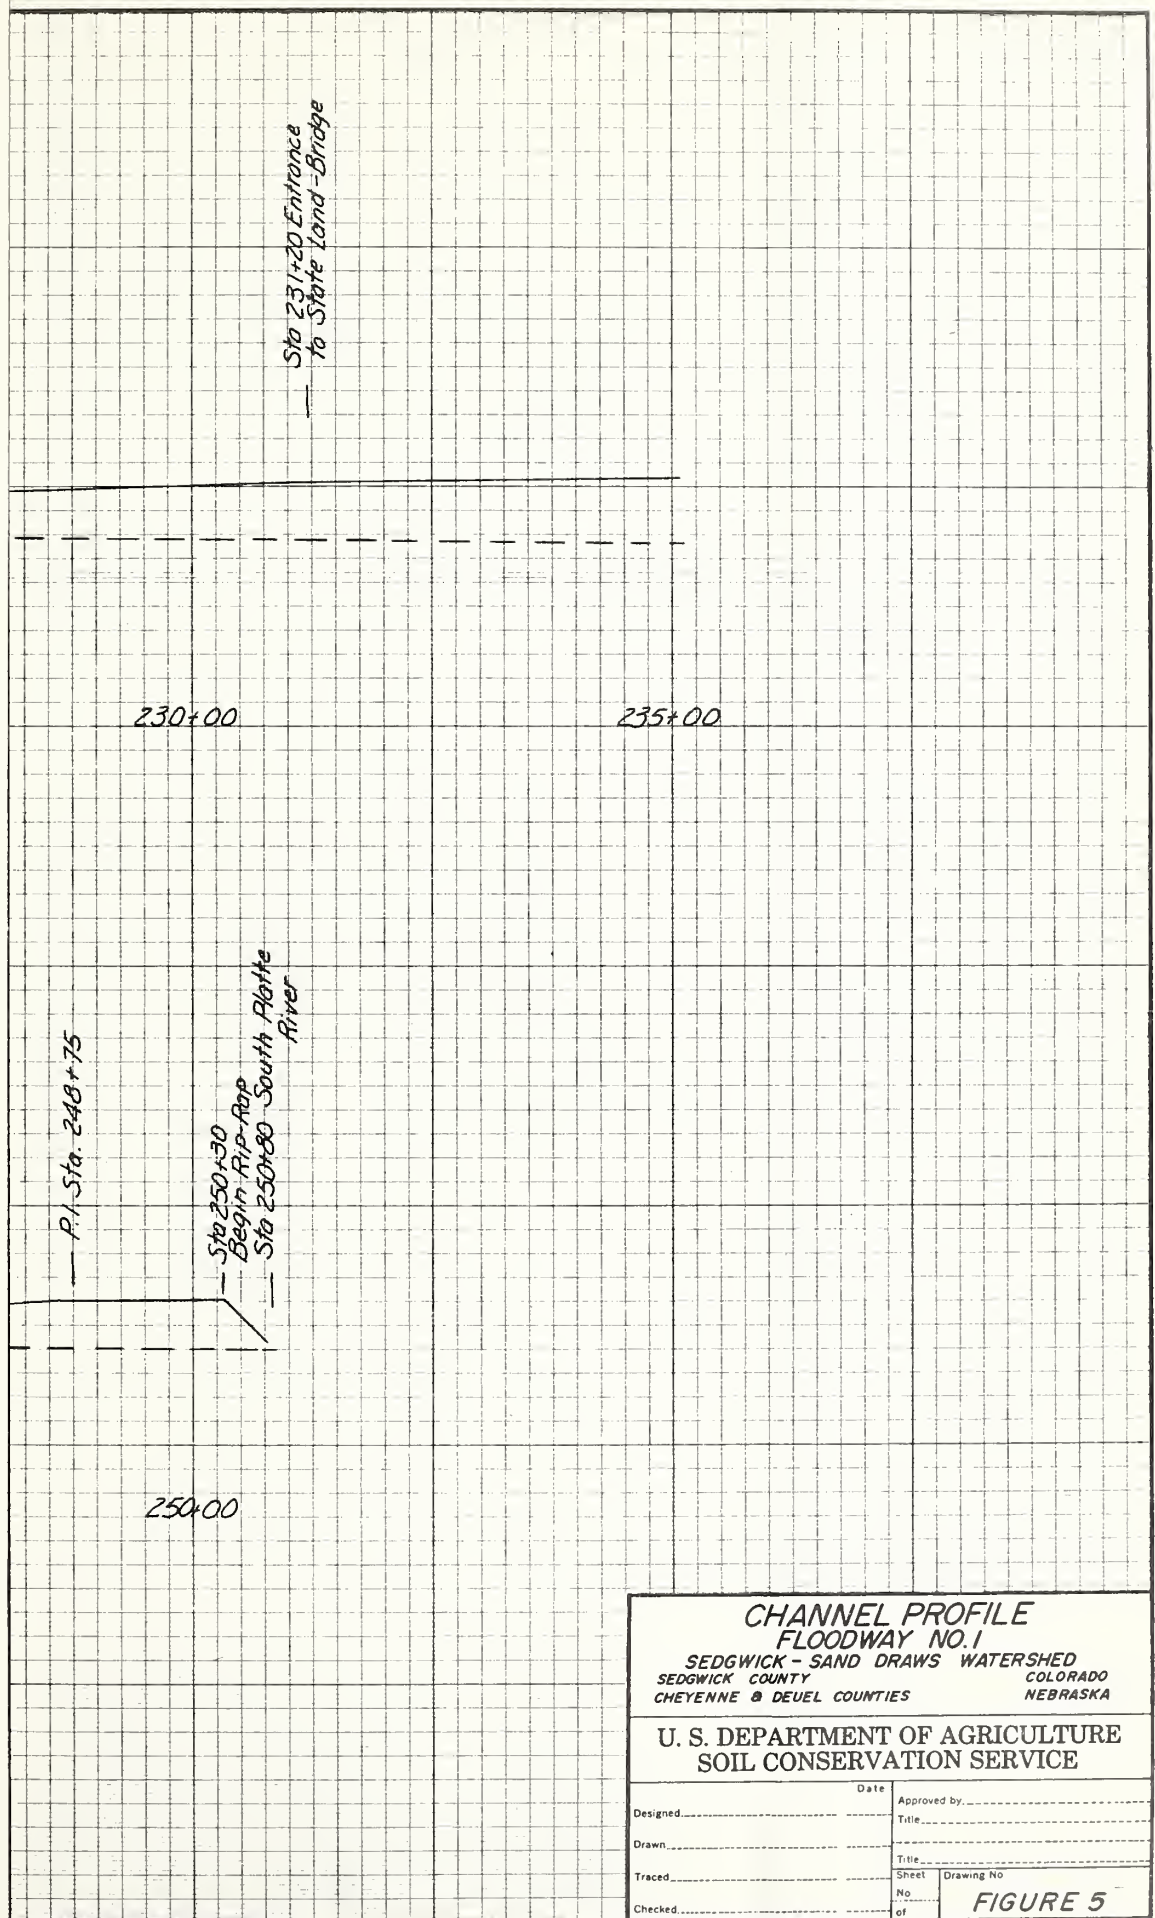 Sta 231+20 Entrance
to State Land-Bridge
230+00
235+00
P.I. Sta. 248+75
Sta 250+30
Begin Rip-Rap
Sta 250+80 South Platte
River
250+00
CHANNEL PROFILE
FLOODWAY NO. 1
SEDGWICK - SAND DRAWS WATERSHED
SEDGWICK COUNTY COLORADO
CHEYENNE & DEUEL COUNTIES NEBRASKA
U. S. DEPARTMENT OF AGRICULTURE
SOIL CONSERVATION SERVICE
Date
Designed
Drawn
Traced
Checked
Approved by
Title
Title
Sheet
No
of
Drawing No
FIGURE 5